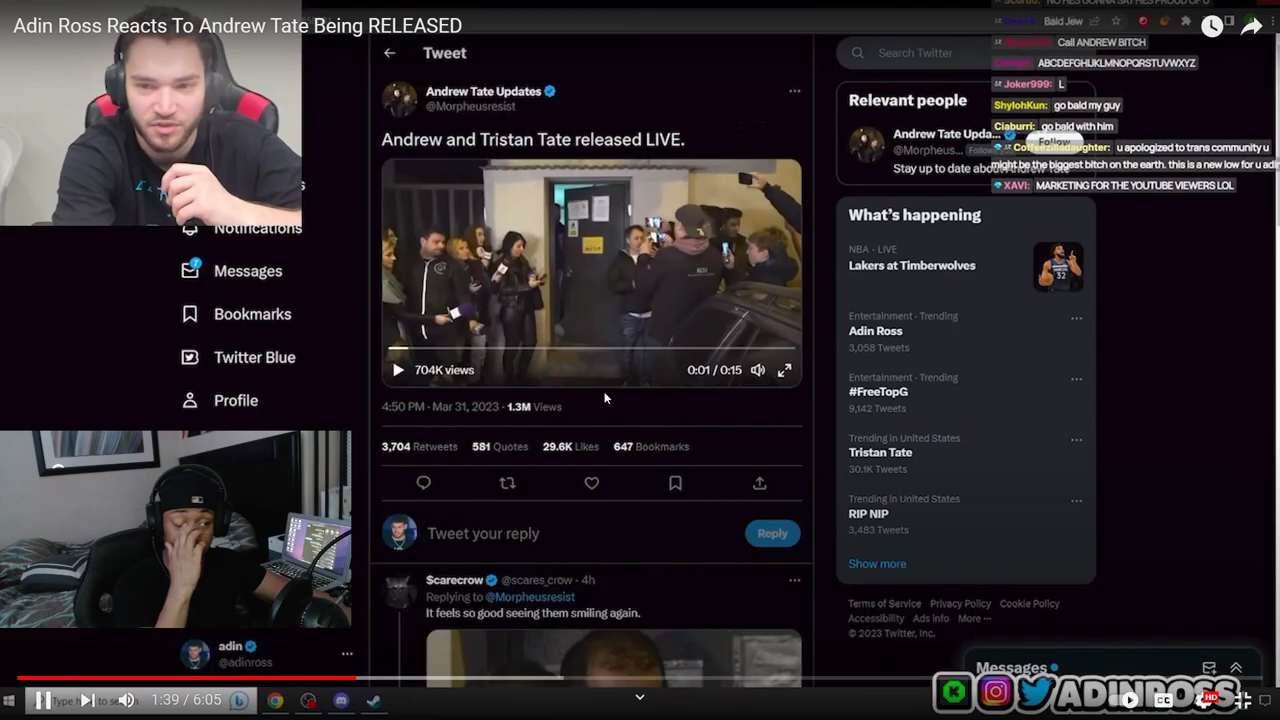 Adin Ross Reacts To Andrew Tate Being RELEASED
Tweet
Search Twitter
Bald Jew
Call ANDREW BITCH
ABCDEFGHIJKLMNOPQRSTUVWXYZ
Joker999: L
ShylohKun: go bald my guy
Ciaburri: go bald with him
u apologized to trans community u
might be the biggest bitch on the earth. this is a new low for u adin
XAVI: MARKETING FOR THE YOUTUBE VIEWERS LOL
Andrew Tate Updates
@Morpheusresist
Andrew and Tristan Tate released LIVE.
704K views
0:01 / 0:15
4:50 PM · Mar 31, 2023 · 1.3M Views
3,704 Retweets 581 Quotes 29.6K Likes 647 Bookmarks
Tweet your reply
Reply
Scarecrow @scares_crow · 4h
Replying to @Morpheusresist
It feels so good seeing them smiling again.
Relevant people
Andrew Tate Upda...
@Morpheus...
Follow
Stay up to date about Andrew Tate
What's happening
NBA · LIVE
Lakers at Timberwolves
Entertainment · Trending
Adin Ross
3,058 Tweets
Entertainment · Trending
#FreeTopG
9,142 Tweets
Trending in United States
Tristan Tate
30.1K Tweets
Trending in United States
RIP NIP
3,483 Tweets
Show more
Terms of Service Privacy Policy Cookie Policy
Accessibility Ads info More ···
© 2023 Twitter, Inc.
Messages
Notifications
Messages
Bookmarks
Twitter Blue
Profile
adin
@adinross
1:39 / 6:05
ADINROSS
CC
HD